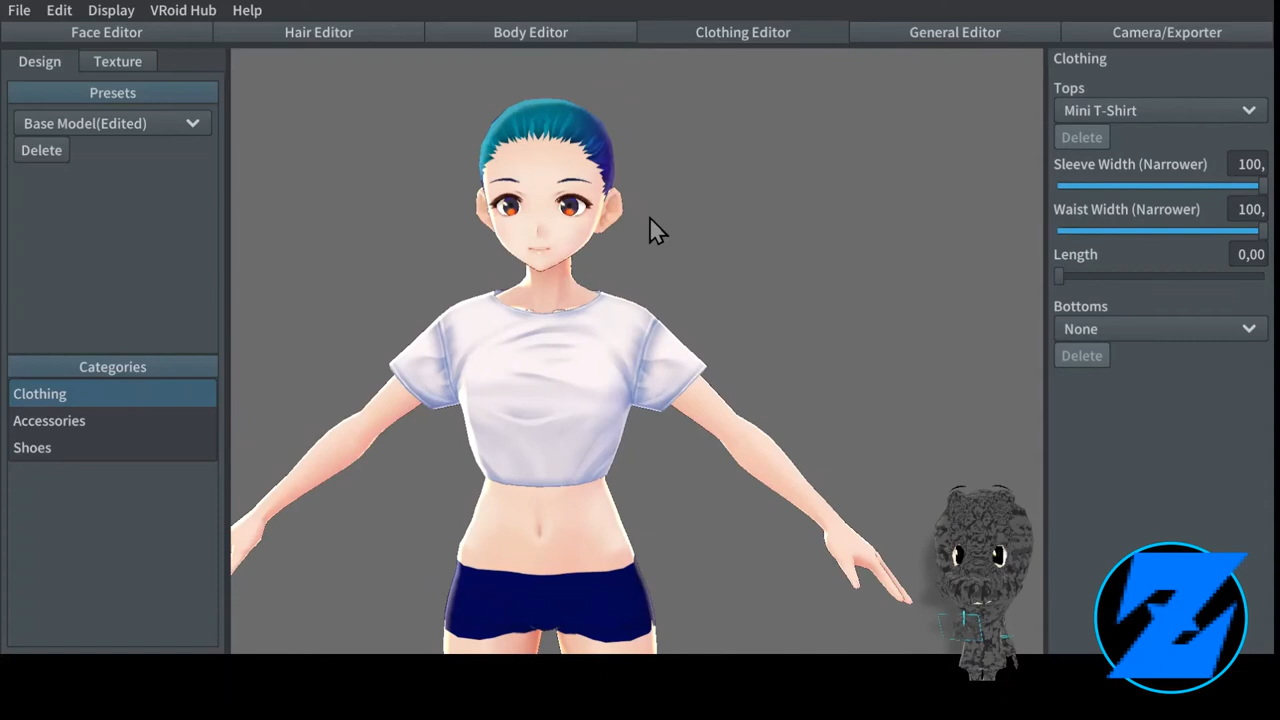 File Edit Display VRoid Hub Help
Face Editor Hair Editor Body Editor Clothing Editor General Editor Camera/Exporter
Design Texture
Presets
Base Model(Edited)
Delete
Categories
Clothing
Accessories
Shoes
Clothing
Tops
Mini T-Shirt
Delete
Sleeve Width (Narrower) 100,
Waist Width (Narrower) 100,
Length 0,00
Bottoms
None
Delete
Z